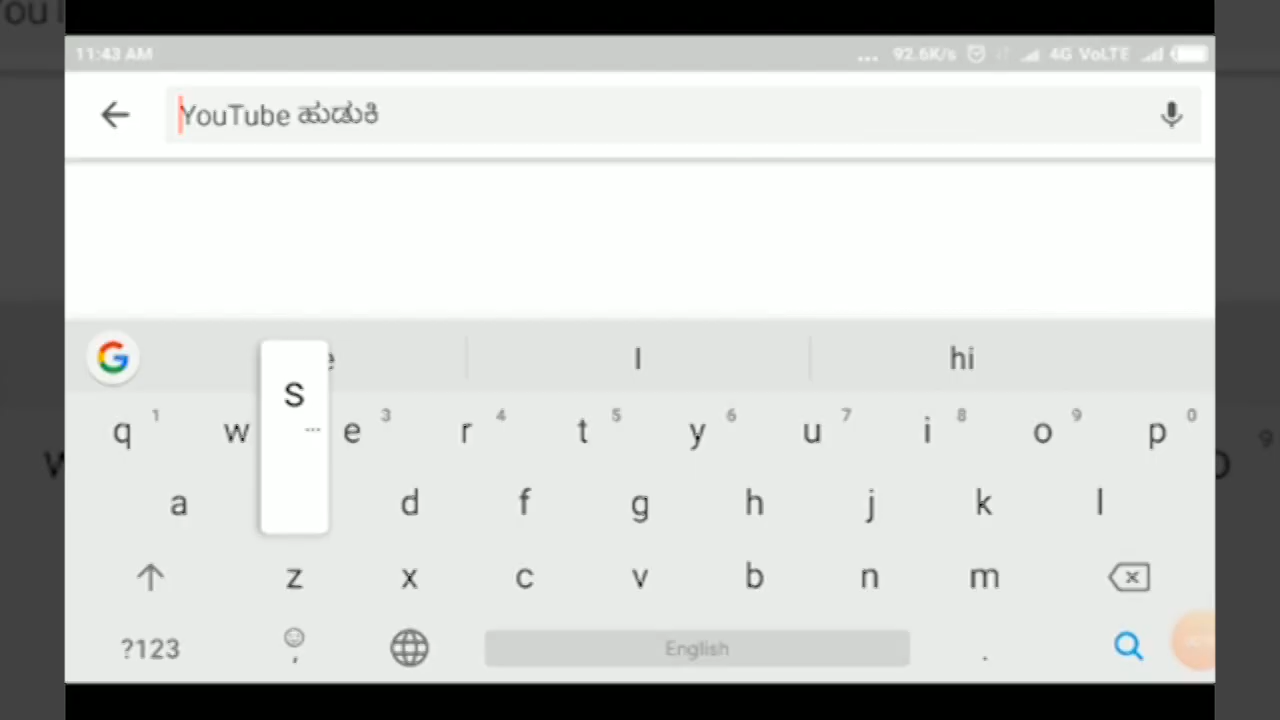 11:43 AM ... 92.6K/s 4G VoLTE
YouTube ಹುಡುಕಿ
I hi
q 1 w e 3 r 4 t 5 y 6 u 7 i 8 o 9 p 0
S ...
a d f g h j k l
z x c v b n m
?123 , English .